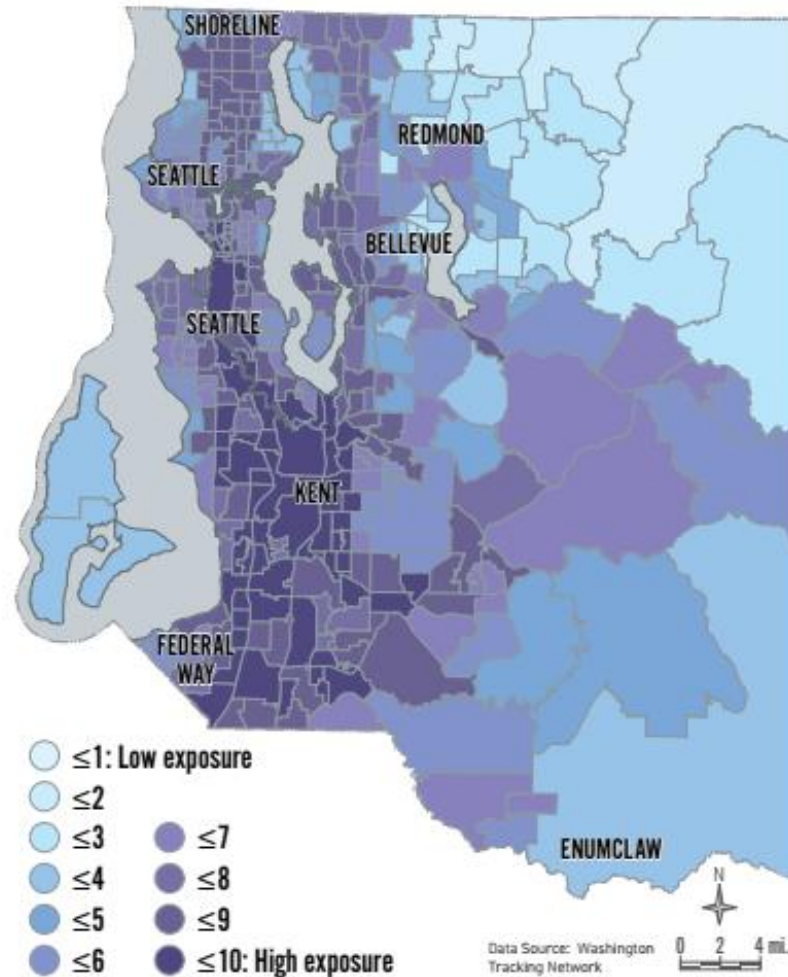 SHORELINE
REDMOND
SEATTLE
BELLEVUE
SEATTLE
KENT
FEDERAL
WAY
≤1: Low exposure
≤2
≤3
≤4
≤5
≤6
≤7
≤8
≤9
≤10: High exposure
ENUMCLAW
N
0 2 4 mi.
Data Source: Washington
Tracking Network